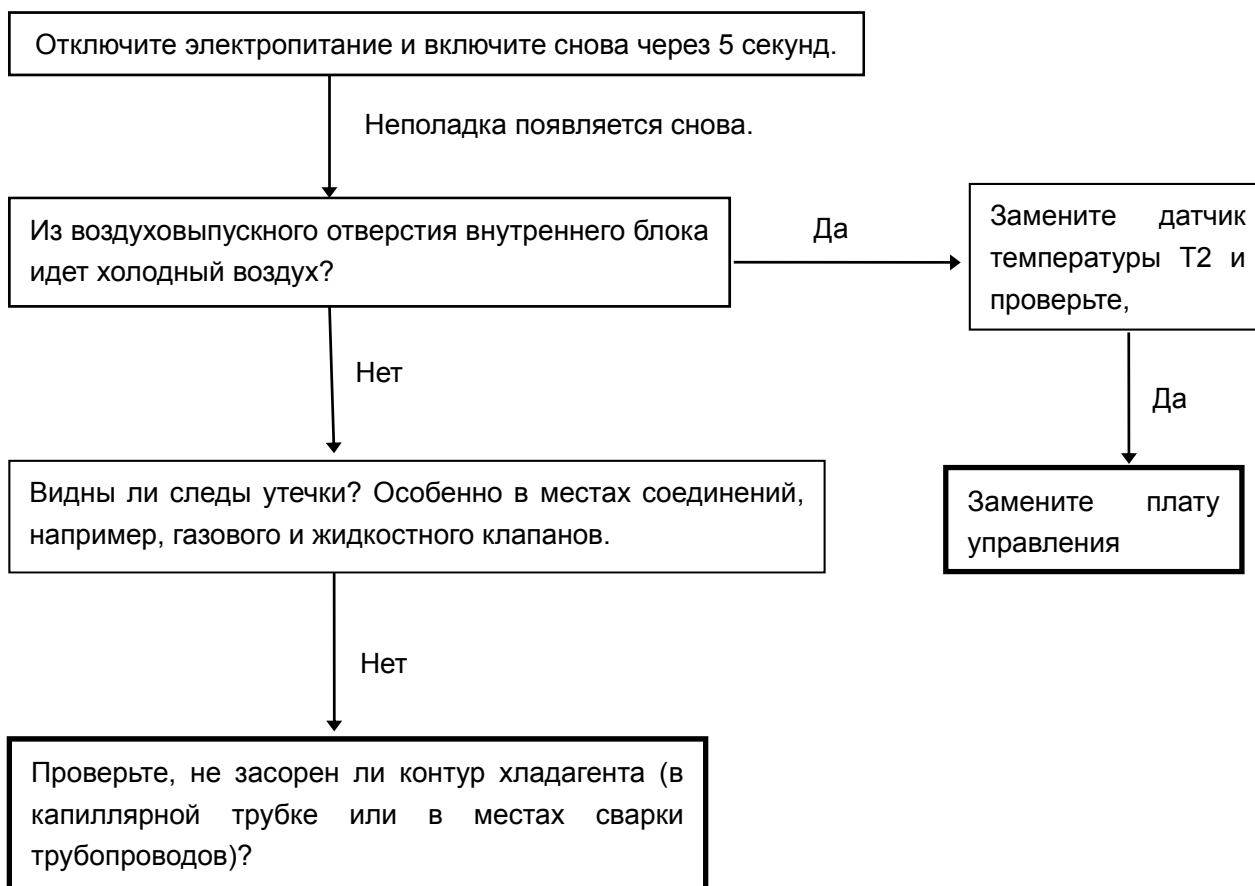 Отключите электропитание и включите снова через 5 секунд.
Неполадка появляется снова.
Из воздуховыпускного отверстия внутреннего блока
идет холодный воздух?
Да
Замените датчик
температуры T2 и
проверьте,
Нет
Да
Видны ли следы утечки? Особенно в местах соединений,
например, газового и жидкостного клапанов.
Замените плату
управления
Нет
Проверьте, не засорен ли контур хладагента (в
капиллярной трубке или в местах сварки
трубопроводов)?